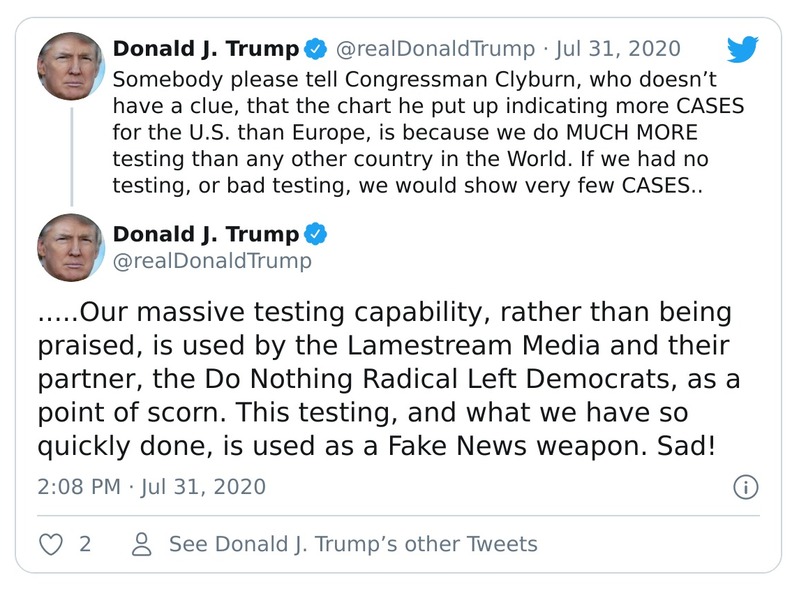 Donald J. Trump @realDonaldTrump · Jul 31, 2020
Somebody please tell Congressman Clyburn, who doesn’t
have a clue, that the chart he put up indicating more CASES
for the U.S. than Europe, is because we do MUCH MORE
testing than any other country in the World. If we had no
testing, or bad testing, we would show very few CASES..
Donald J. Trump
@realDonaldTrump
.....Our massive testing capability, rather than being
praised, is used by the Lamestream Media and their
partner, the Do Nothing Radical Left Democrats, as a
point of scorn. This testing, and what we have so
quickly done, is used as a Fake News weapon. Sad!
2:08 PM · Jul 31, 2020
2 See Donald J. Trump’s other Tweets